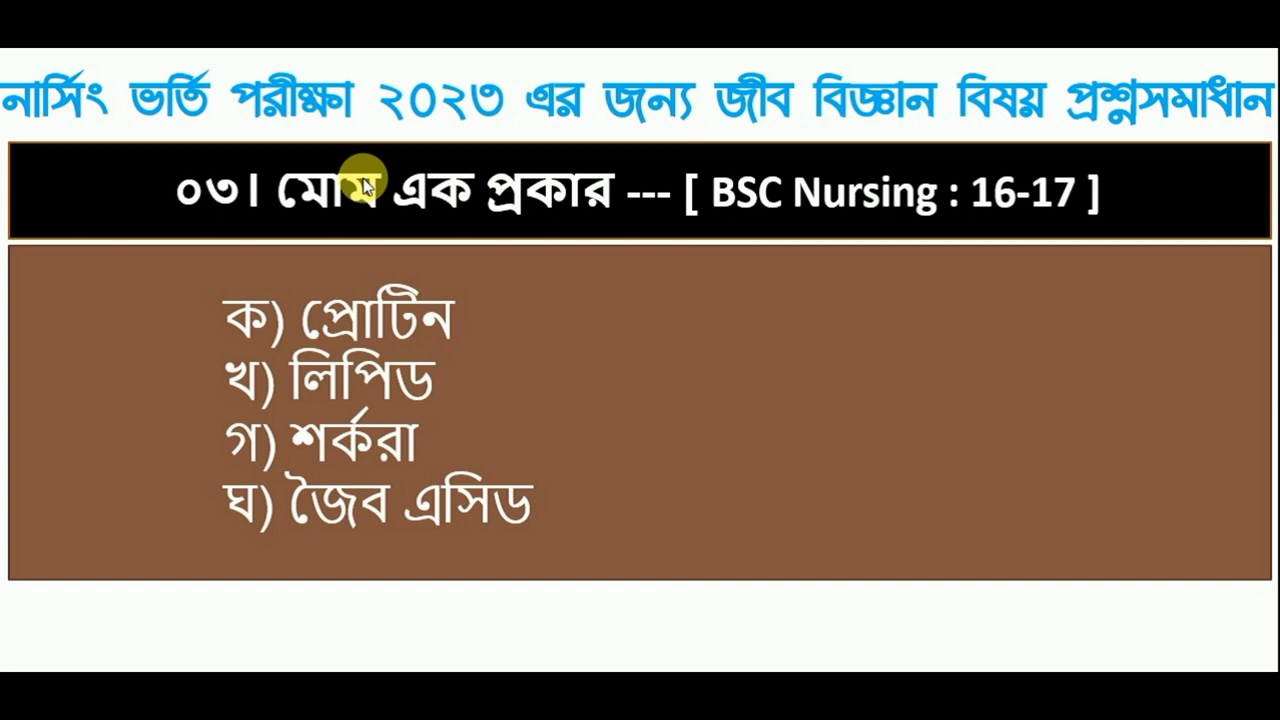 নার্সিং ভর্তি পরীক্ষা ২০২৩ এর জন্য জীব বিজ্ঞান বিষয় প্রশ্নসমাধান
০৩। মোম এক প্রকার --- [ BSC Nursing : 16-17 ]
ক) প্রোটিন
খ) লিপিড
গ) শর্করা
ঘ) জৈব এসিড